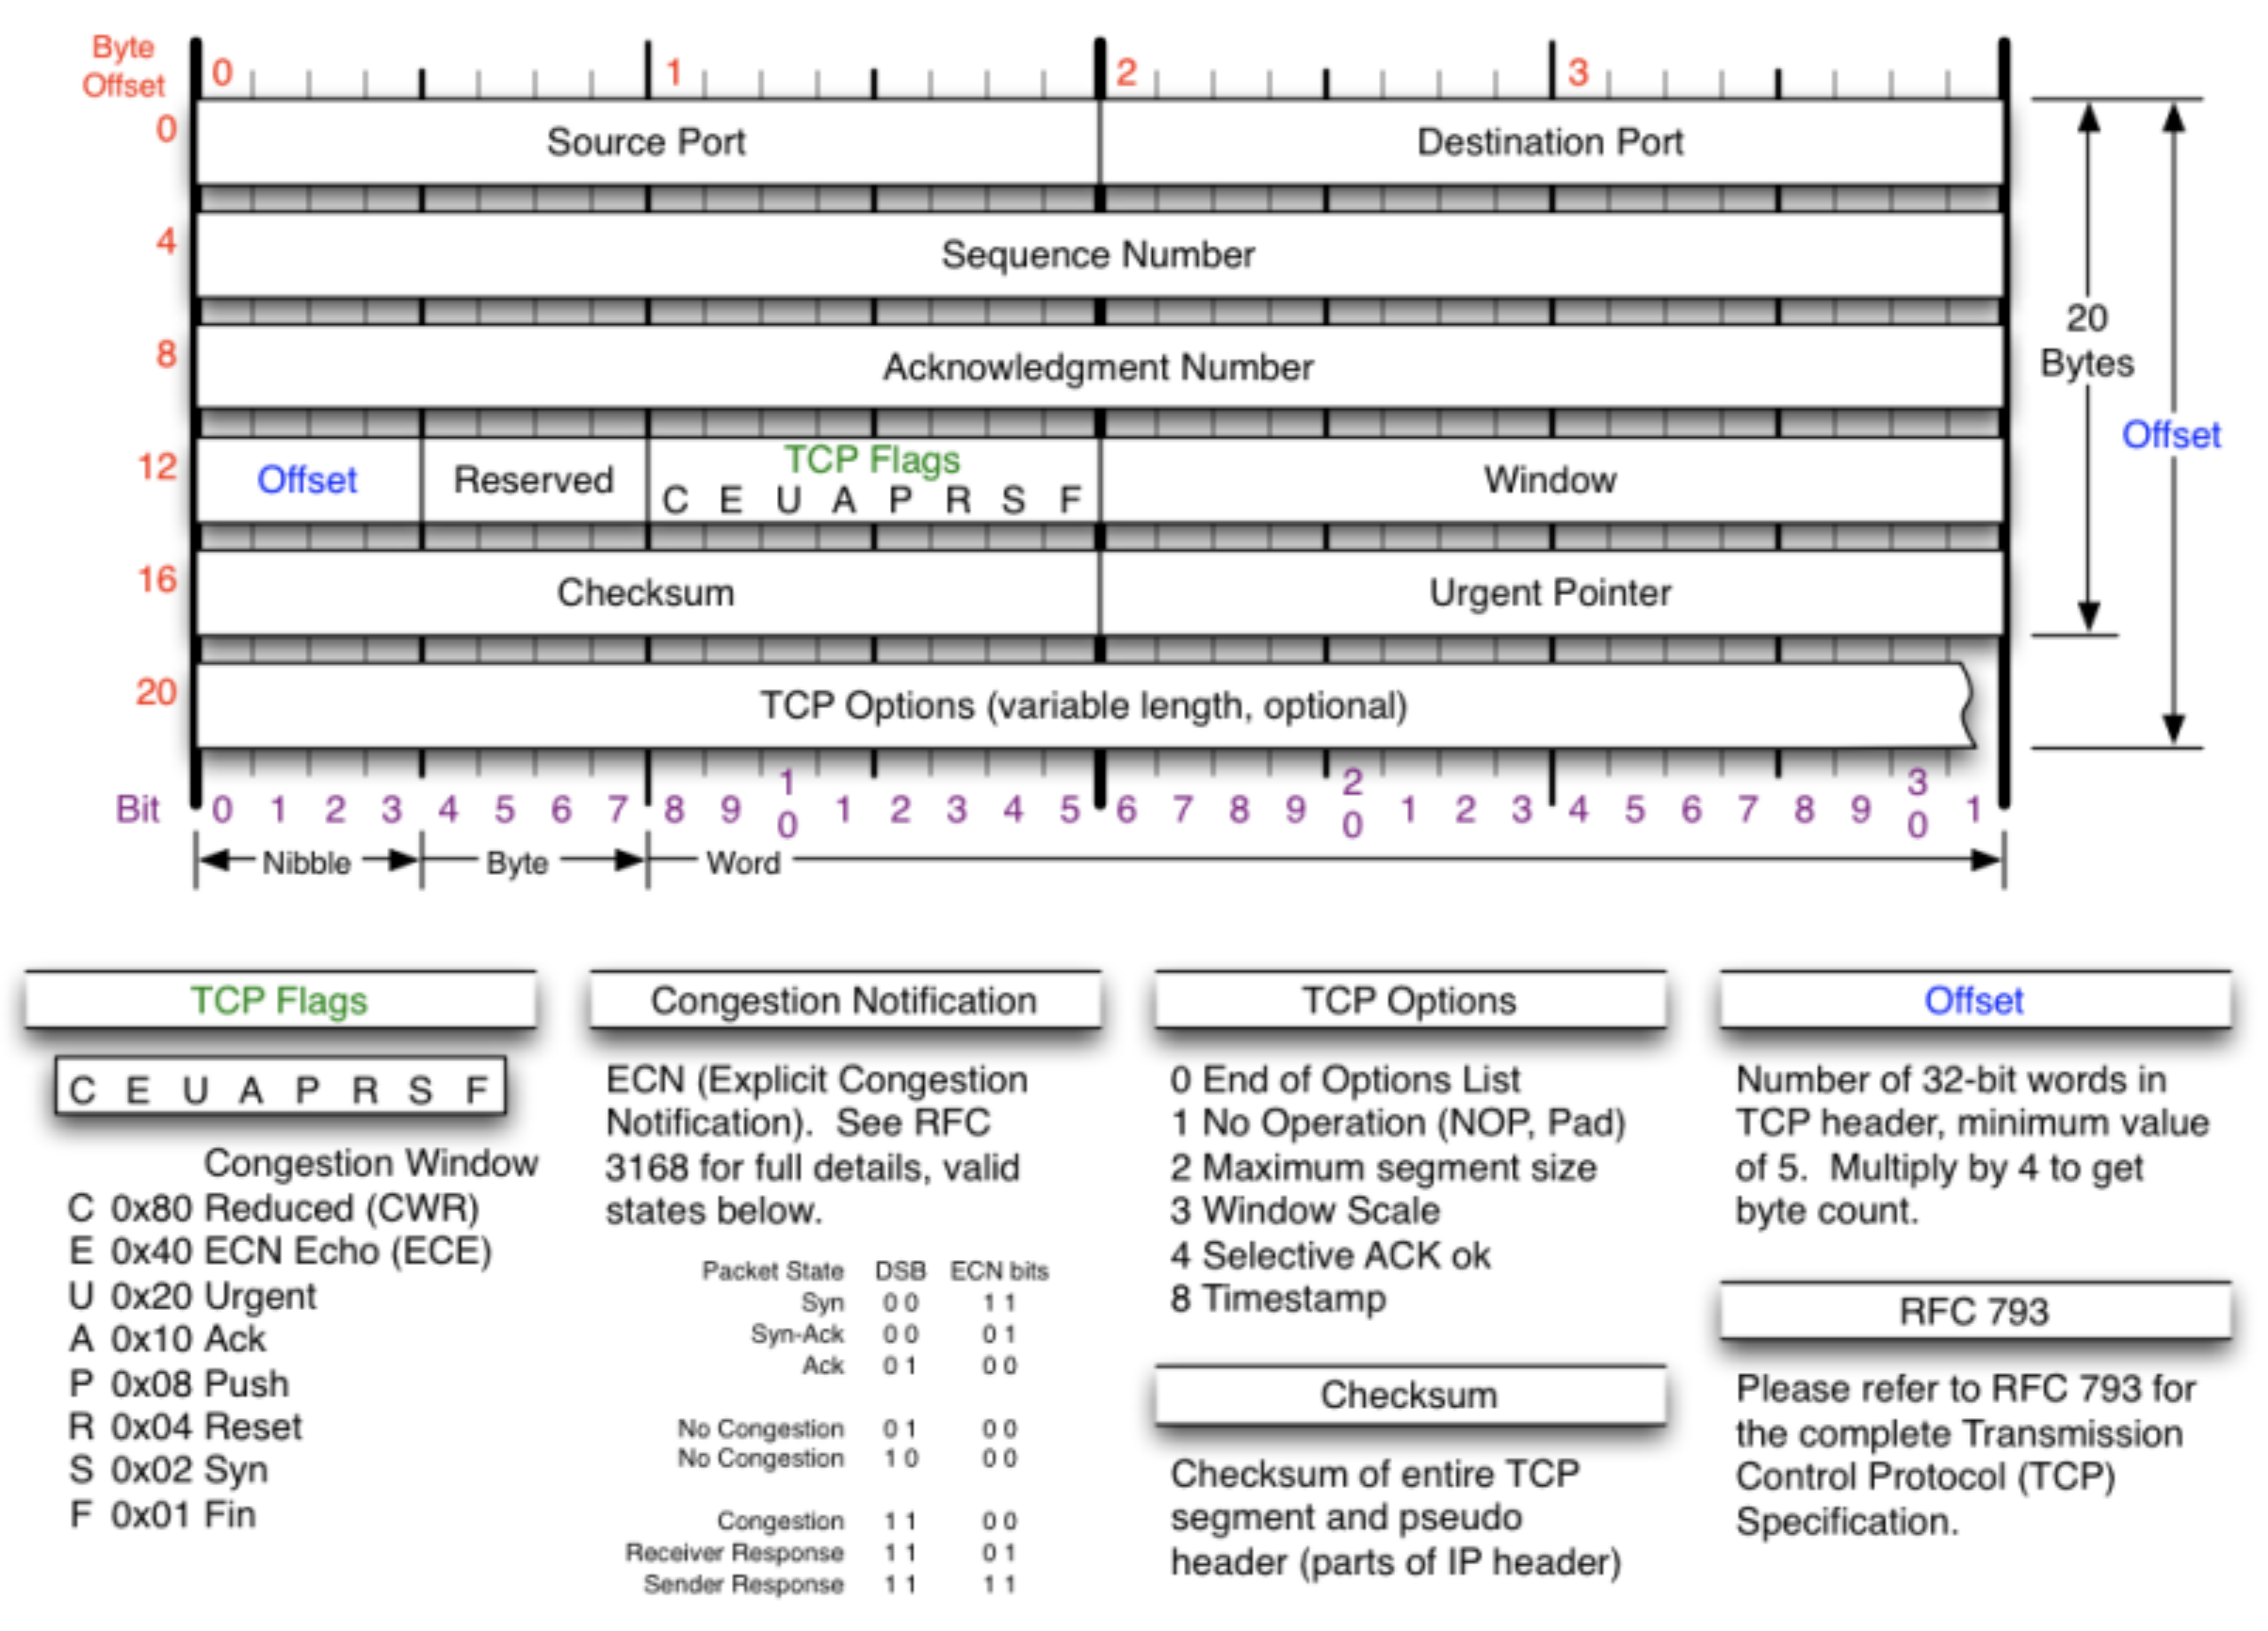 Byte
Offset
0 1 2 3
0
Source Port Destination Port
4
Sequence Number
8
Acknowledgment Number
20
Bytes
Offset
12
Offset Reserved TCP Flags Window
C E U A P R S F
16
Checksum Urgent Pointer
20
TCP Options (variable length, optional)
Bit 0 1 2 3 4 5 6 7 8 9 10 1 2 3 4 5 6 7 8 9 20 1 2 3 4 5 6 7 8 9 30 1
Nibble Byte Word
TCP Flags
C E U A P R S F
Congestion Window
C 0x80 Reduced (CWR)
E 0x40 ECN Echo (ECE)
U 0x20 Urgent
A 0x10 Ack
P 0x08 Push
R 0x04 Reset
S 0x02 Syn
F 0x01 Fin
Congestion Notification
ECN (Explicit Congestion
Notification). See RFC
3168 for full details, valid
states below.
Packet State DSB ECN bits
Syn 0 0 1 1
Syn-Ack 0 0 0 1
Ack 0 1 0 0
No Congestion 0 1 0 0
No Congestion 1 0 0 0
Congestion 1 1 0 0
Receiver Response 1 1 0 1
Sender Response 1 1 1 1
TCP Options
0 End of Options List
1 No Operation (NOP, Pad)
2 Maximum segment size
3 Window Scale
4 Selective ACK ok
8 Timestamp
Checksum
Checksum of entire TCP
segment and pseudo
header (parts of IP header)
Offset
Number of 32-bit words in
TCP header, minimum value
of 5. Multiply by 4 to get
byte count.
RFC 793
Please refer to RFC 793 for
the complete Transmission
Control Protocol (TCP)
Specification.